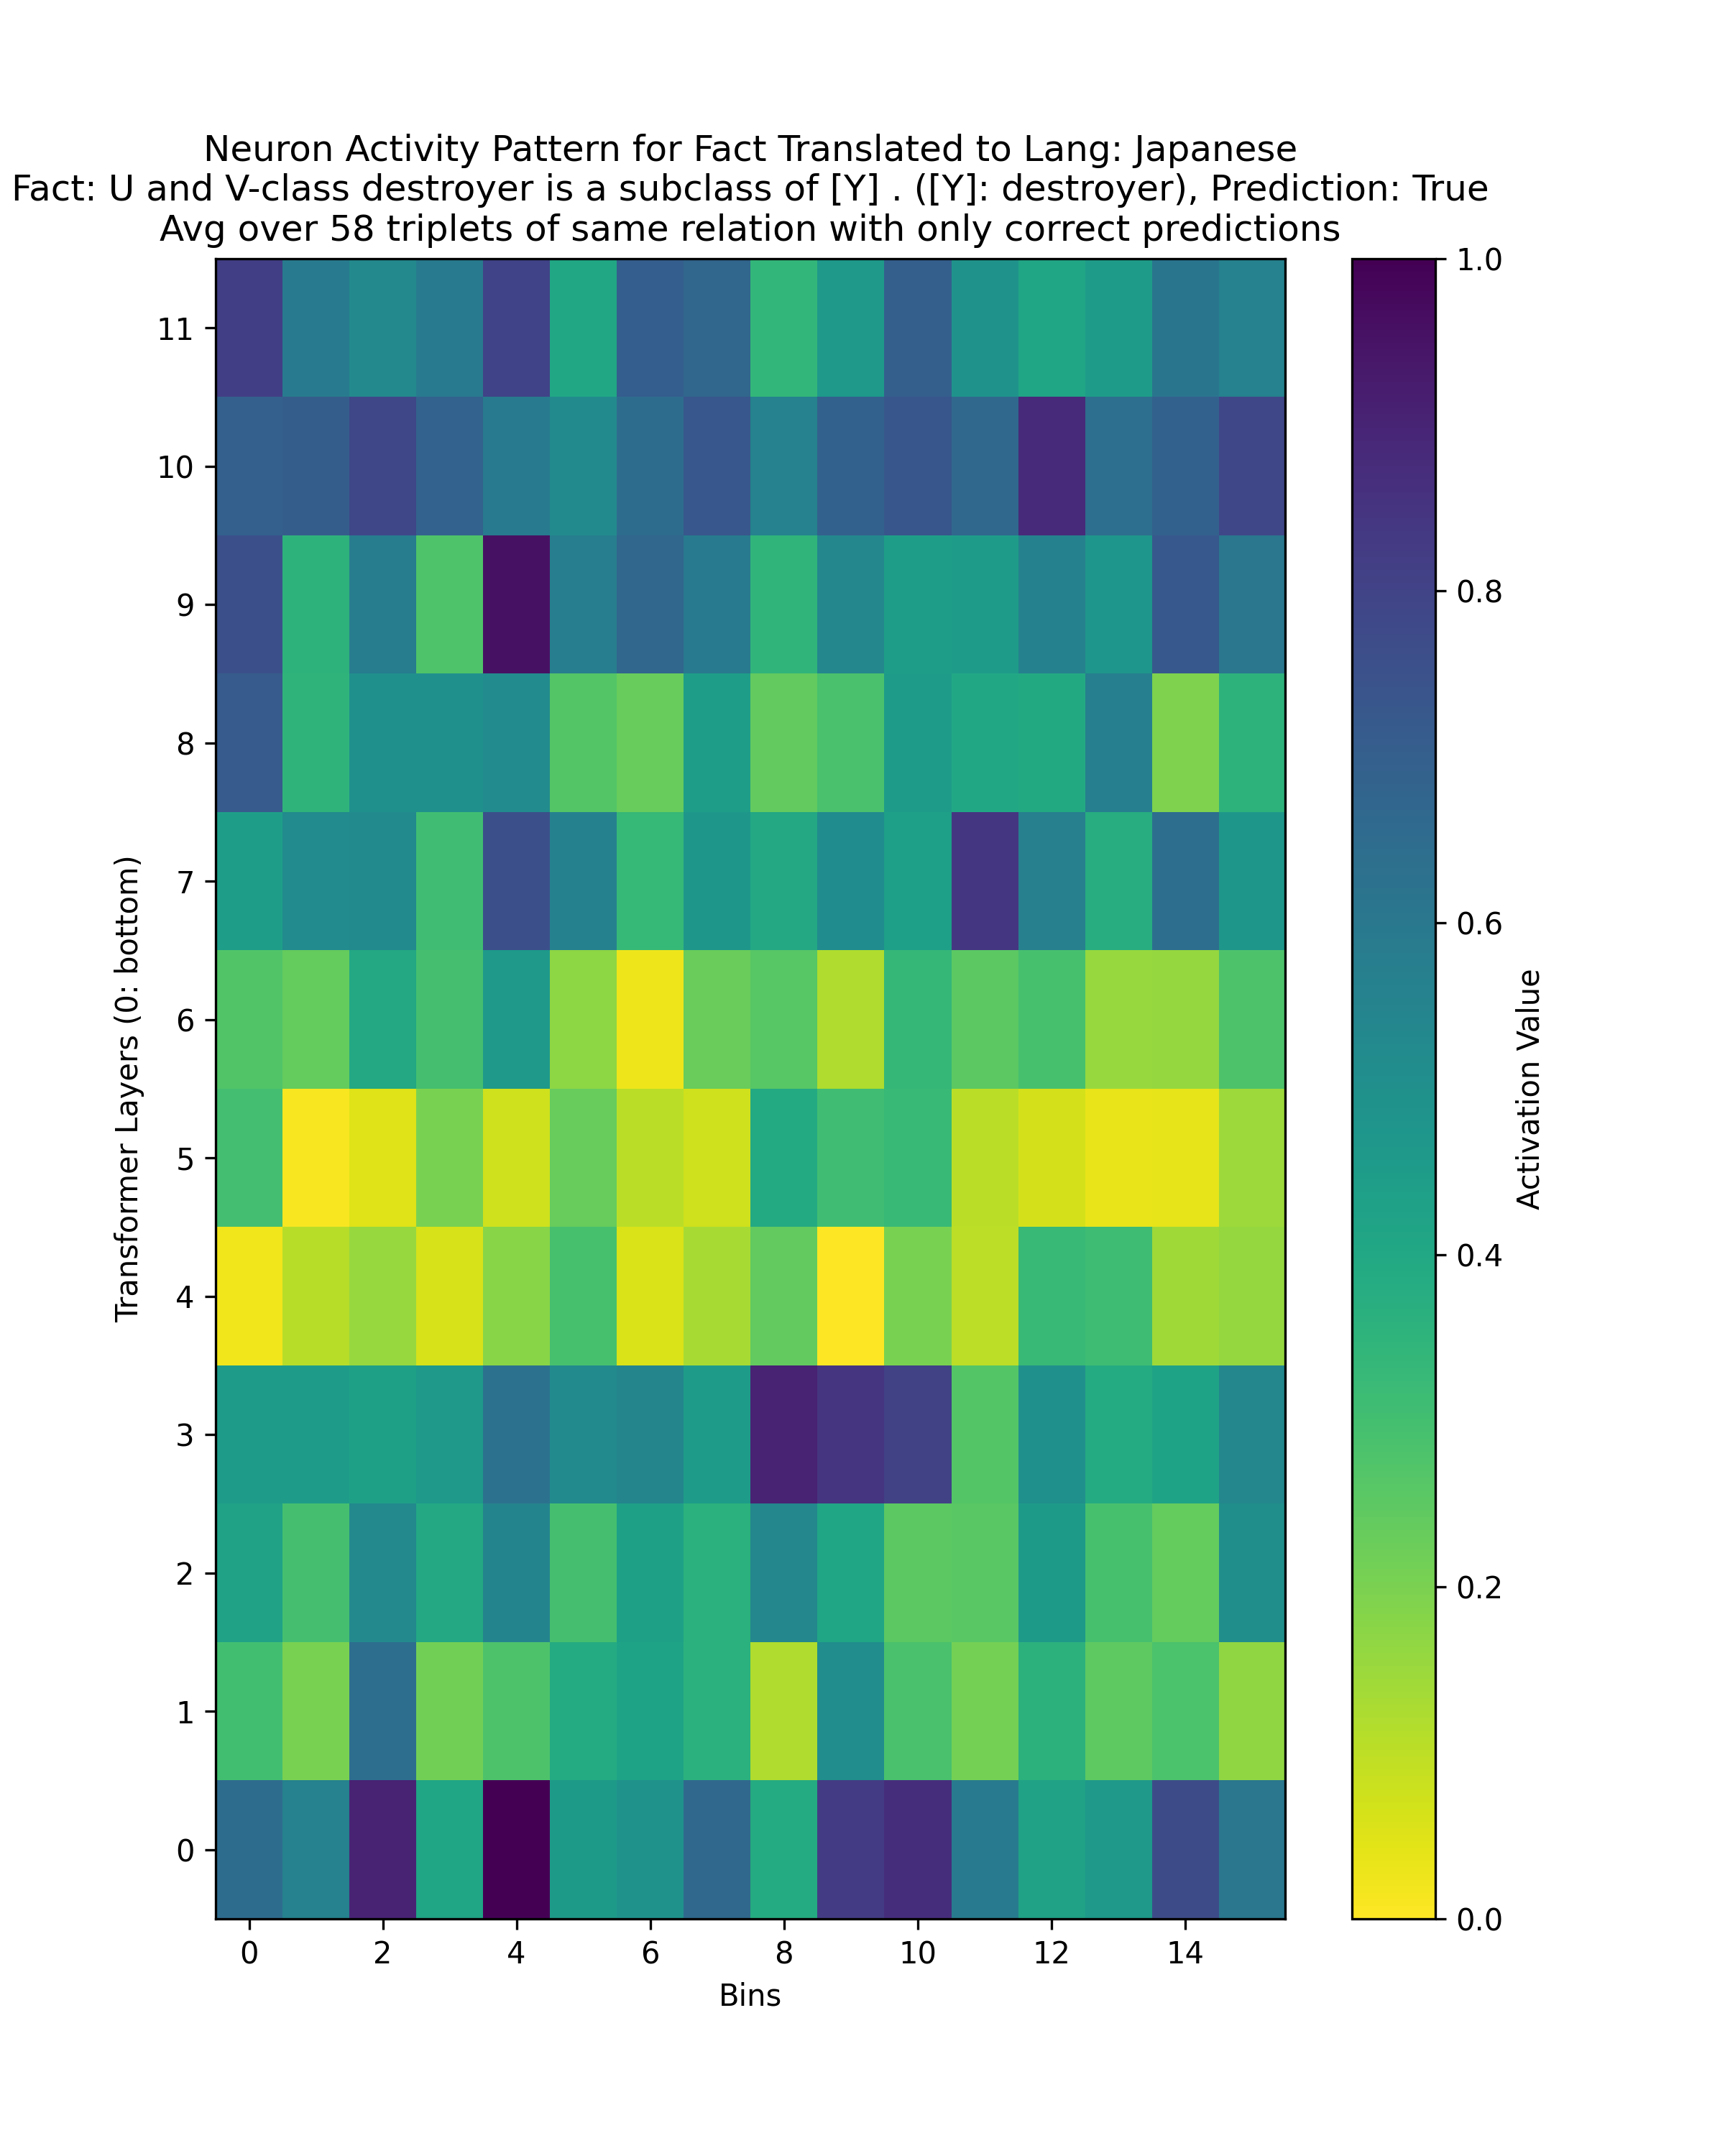 Neuron Activity Pattern for Fact Translated to Lang: Japanese
Fact: U and V-class destroyer is a subclass of [Y] . ([Y]: destroyer), Prediction: True
Avg over 58 triplets of same relation with only correct predictions
Transformer Layers (0: bottom)
11
10
9
8
7
6
5
4
3
2
1
0
0 2 4 6 8 10 12 14
Bins
1.0
0.8
0.6
0.4
0.2
0.0
Activation Value